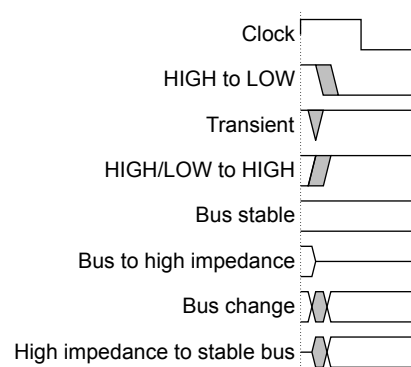 Clock
HIGH to LOW
Transient
HIGH/LOW to HIGH
Bus stable
Bus to high impedance
Bus change
High impedance to stable bus